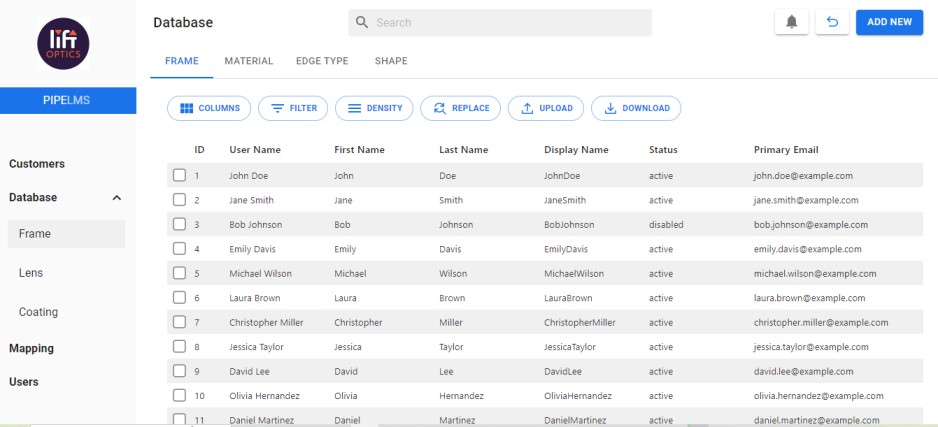 lift
OPTICS
Database
Search
ADD NEW
FRAME MATERIAL EDGE TYPE SHAPE
PIPELMS
COLUMNS FILTER DENSITY REPLACE UPLOAD DOWNLOAD
Customers
Database
Frame
Lens
Coating
Mapping
Users
ID User Name First Name Last Name Display Name Status Primary Email
1 John Doe John Doe JohnDoe active john.doe@example.com
2 Jane Smith Jane Smith JaneSmith active jane.smith@example.com
3 Bob Johnson Bob Johnson BobJohnson disabled bob.johnson@example.com
4 Emily Davis Emily Davis EmilyDavis active emily.davis@example.com
5 Michael Wilson Michael Wilson MichaelWilson active michael.wilson@example.com
6 Laura Brown Laura Brown LauraBrown active laura.brown@example.com
7 Christopher Miller Christopher Miller ChristopherMiller active christopher.miller@example.com
8 Jessica Taylor Jessica Taylor JessicaTaylor active jessica.taylor@example.com
9 David Lee David Lee DavidLee active david.lee@example.com
10 Olivia Hernandez Olivia Hernandez OliviaHernandez active olivia.hernandez@example.com
11 Daniel Martinez Daniel Martinez DanielMartinez active daniel.martinez@example.com